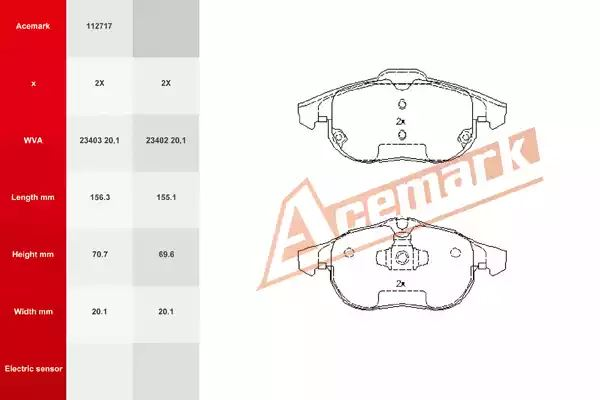 Acemark 112717
x 2X 2X
WVA 23403 20,1 23402 20,1
Length mm 156.3 155.1
Height mm 70.7 69.6
Width mm 20.1 20.1
Electric sensor
2x
Acemark
2x